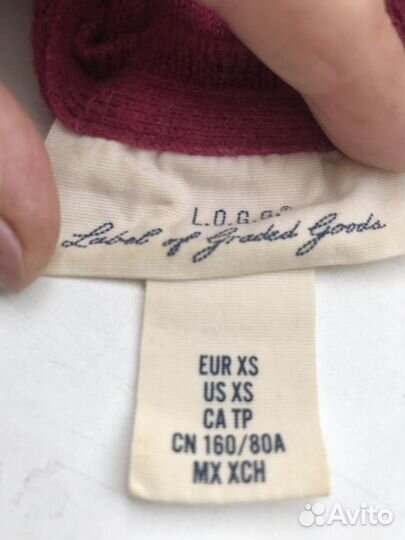 L.O.G.G.
Label of Graded Goods
EUR XS
US XS
CA TP
CN 160/80A
MX XCH
Avito